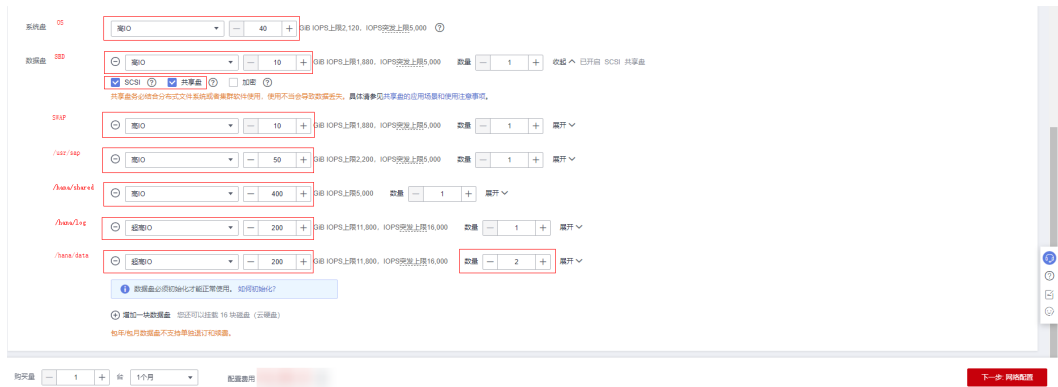 系统盘 OS 高IO 40 GiB IOPS上限2,120, IOPS突发上限5,000
数据盘 SBD 高IO 10 GiB IOPS上限1,880, IOPS突发上限5,000 数量 1 收起 已开启 SCSI 共享盘
SCSI 共享盘 加密
共享盘务必结合分布式文件系统或者集群软件使用，使用不当会导致数据丢失，具体请参见共享盘的应用场景和使用注意事项。
SWAP 高IO 10 GiB IOPS上限1,880, IOPS突发上限5,000 数量 1 展开
/usr/sap 高IO 50 GiB IOPS上限2,200, IOPS突发上限5,000 数量 1 展开
/hana/shared 高IO 400 GiB IOPS上限5,000 数量 1 展开
/hana/log 超高IO 200 GiB IOPS上限11,800, IOPS突发上限16,000 数量 1 展开
/hana/data 超高IO 200 GiB IOPS上限11,800, IOPS突发上限16,000 数量 2 展开
数据盘必须初始化才能正常使用。 如何初始化?
增加一块数据盘 您还可以挂载 16 块磁盘（云硬盘）
包年/包月数据盘不支持单独退订和续费。
购买量 1 台 1个月 配置费用 下一步: 网络配置